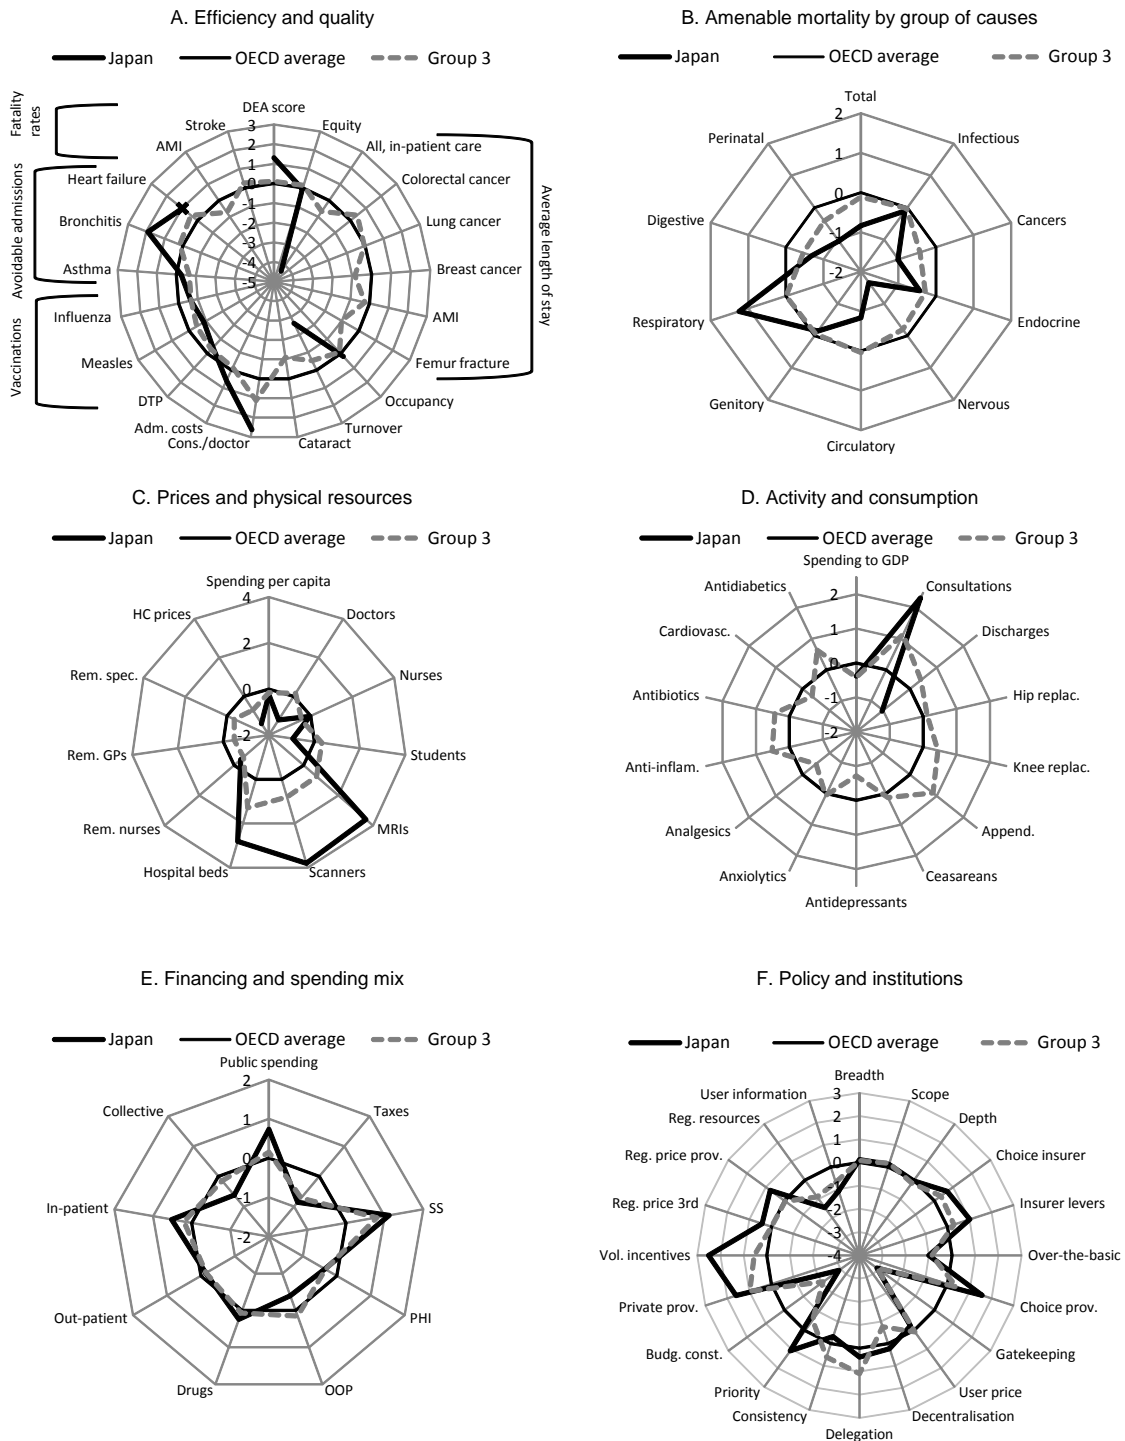 A. Efficiency and quality
Japan OECD average Group 3
Fatality rates
Avoidable admissions
Vaccinations
Average length of stay
DEA score
Equity
All, in-patient care
Colorectal cancer
Lung cancer
Breast cancer
AMI
Femur fracture
Occupancy
Turnover
Cataract
Cons./doctor
Adm. costs
DTP
Measles
Influenza
Asthma
Bronchitis
Heart failure
AMI
Stroke
3
2
1
0
-1
-2
-3
-4
-5
B. Amenable mortality by group of causes
Japan OECD average Group 3
Total
Infectious
Cancers
Endocrine
Nervous
Circulatory
Genitory
Respiratory
Digestive
Perinatal
2
1
0
-1
-2
C. Prices and physical resources
Japan OECD average Group 3
Spending per capita
Doctors
Nurses
Students
MRIs
Scanners
Hospital beds
Rem. nurses
Rem. GPs
Rem. spec.
HC prices
4
2
0
-2
D. Activity and consumption
Japan OECD average Group 3
Spending to GDP
Consultations
Discharges
Hip replac.
Knee replac.
Append.
Ceasareans
Antidepressants
Anxiolytics
Analgesics
Anti-inflam.
Antibiotics
Cardiovasc.
Antidiabetics
2
1
0
-1
-2
E. Financing and spending mix
Japan OECD average Group 3
Public spending
Taxes
SS
PHI
OOP
Drugs
Out-patient
In-patient
Collective
2
1
0
-1
-2
F. Policy and institutions
Japan OECD average Group 3
Breadth
Scope
Depth
Choice insurer
Insurer levers
Over-the-basic
Choice prov.
Gatekeeping
User price
Decentralisation
Delegation
Consistency
Priority
Budg. const.
Private prov.
Vol. incentives
Reg. price 3rd
Reg. price prov.
Reg. resources
User information
3
2
1
0
-1
-2
-3
-4